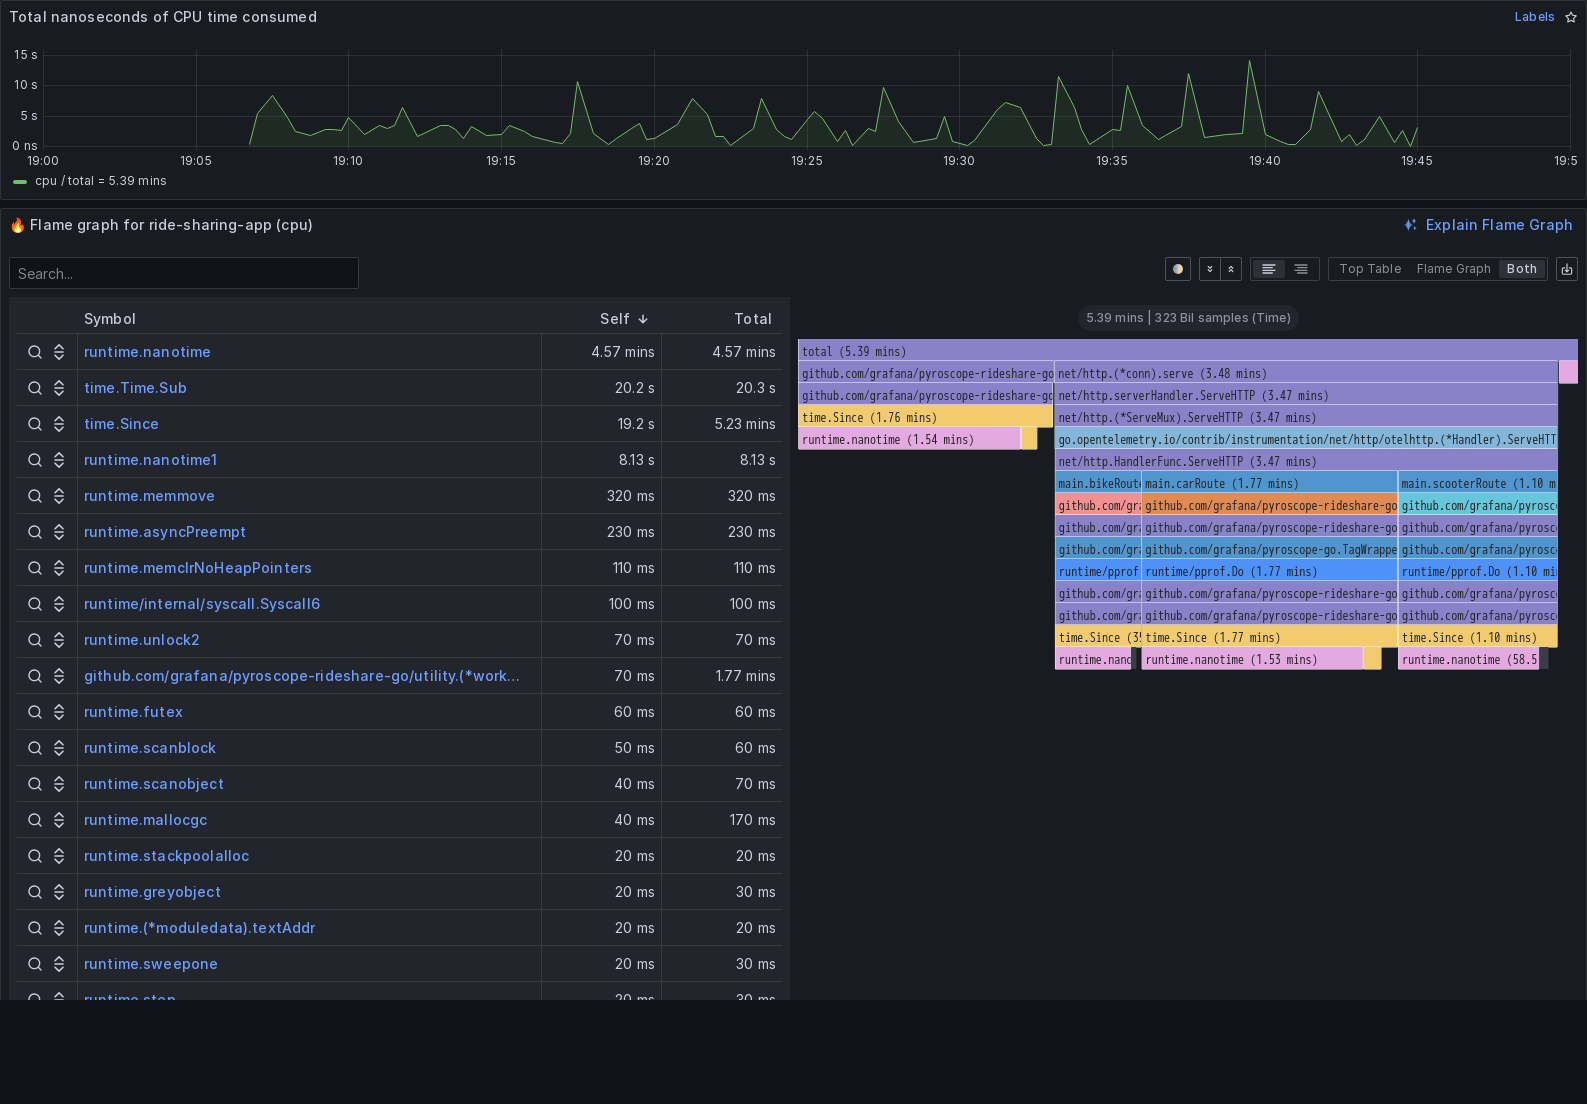 Total nanoseconds of CPU time consumed
Labels
15 s
10 s
5 s
0 ns
19:00 19:05 19:10 19:15 19:20 19:25 19:30 19:35 19:40 19:45 19:5
cpu / total = 5.39 mins
Flame graph for ride-sharing-app (cpu)
Explain Flame Graph
Search...
Top Table Flame Graph Both
Symbol Self Total
runtime.nanotime 4.57 mins 4.57 mins
time.Time.Sub 20.2 s 20.3 s
time.Since 19.2 s 5.23 mins
runtime.nanotime1 8.13 s 8.13 s
runtime.memmove 320 ms 320 ms
runtime.asyncPreempt 230 ms 230 ms
runtime.memclrNoHeapPointers 110 ms 110 ms
runtime/internal/syscall.Syscall6 100 ms 100 ms
runtime.unlock2 70 ms 70 ms
github.com/grafana/pyroscope-rideshare-go/utility.(*work... 70 ms 1.77 mins
runtime.futex 60 ms 60 ms
runtime.scanblock 50 ms 60 ms
runtime.scanobject 40 ms 70 ms
runtime.mallocgc 40 ms 170 ms
runtime.stackpoolalloc 20 ms 20 ms
runtime.greyobject 20 ms 30 ms
runtime.(*moduledata).textAddr 20 ms 20 ms
runtime.sweepone 20 ms 30 ms
5.39 mins | 323 Bil samples (Time)
total (5.39 mins)
github.com/grafana/pyroscope-rideshare-go net/http.(*conn).serve (3.48 mins)
github.com/grafana/pyroscope-rideshare-go net/http.serverHandler.ServeHTTP (3.47 mins)
time.Since (1.76 mins) net/http.(*ServeMux).ServeHTTP (3.47 mins)
runtime.nanotime (1.54 mins) go.opentelemetry.io/contrib/instrumentation/net/http/otelhttp.(*Handler).ServeHTT
net/http.HandlerFunc.ServeHTTP (3.47 mins)
main.bikeRoute main.carRoute (1.77 mins) main.scooterRoute (1.10 m
github.com/gra github.com/grafana/pyroscope-rideshare-go github.com/grafana/pyrosc
github.com/gra github.com/grafana/pyroscope-rideshare-go github.com/grafana/pyrosc
github.com/gra github.com/grafana/pyroscope-go.TagWrappe github.com/grafana/pyrosc
runtime/pprof runtime/pprof.Do (1.77 mins) runtime/pprof.Do (1.10 min
github.com/gra github.com/grafana/pyroscope-rideshare-go github.com/grafana/pyrosc
github.com/gra github.com/grafana/pyroscope-rideshare-go github.com/grafana/pyrosc
time.Since (35 time.Since (1.77 mins) time.Since (1.10 mins)
runtime.nano runtime.nanotime (1.53 mins) runtime.nanotime (58.5